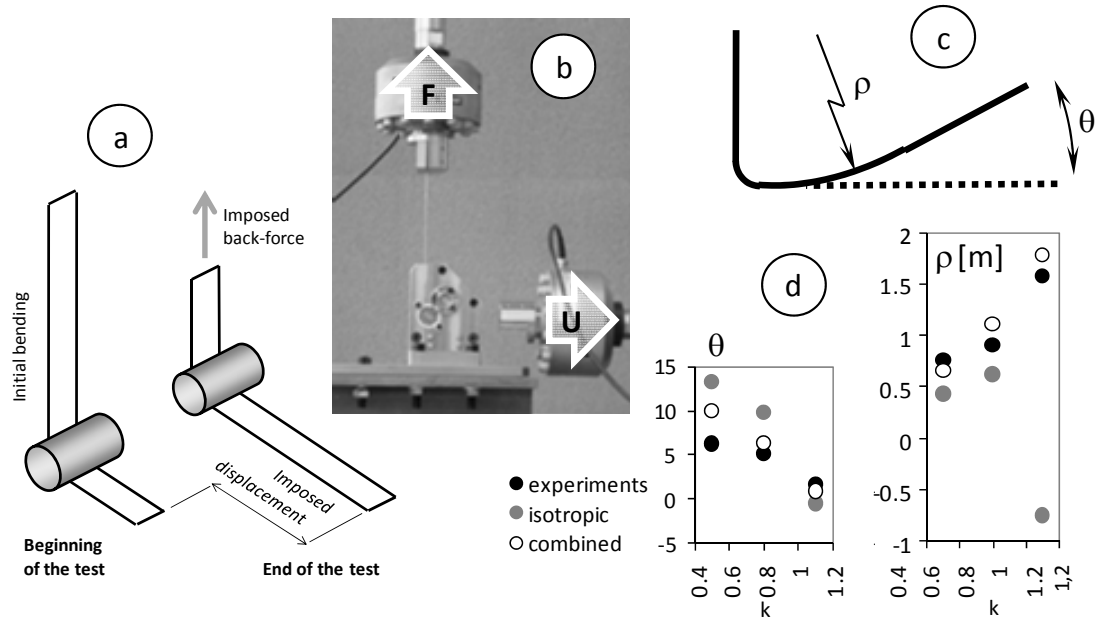 a
Initial bending
Imposed
back-force
Imposed
displacement
Beginning
of the test
End of the test
b
F
U
c
ρ
θ
d
θ
15
10
5
0
-5
0.4
0.6
0.8
1
1.2
k
experiments
isotropic
combined
ρ [m]
2
1.5
1
0.5
0
-0.5
-1
0.4
0.6
0.8
1
1.2
1,2
k